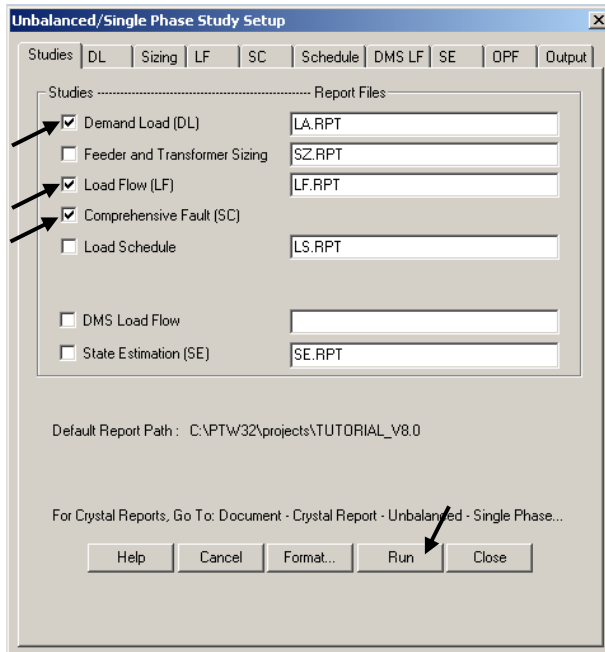 Unbalanced/Single Phase Study Setup
Studies DL Sizing LF SC Schedule DMS LF SE OPF Output
Studies ------------------------------------------------------ Report Files
Demand Load (DL) LA.RPT
Feeder and Transformer Sizing SZ.RPT
Load Flow (LF) LF.RPT
Comprehensive Fault (SC)
Load Schedule LS.RPT
DMS Load Flow
State Estimation (SE) SE.RPT
Default Report Path : C:\PTW32\projects\TUTORIAL_V8.0
For Crystal Reports, Go To: Document - Crystal Report - Unbalanced - Single Phase...
Help Cancel Format... Run Close